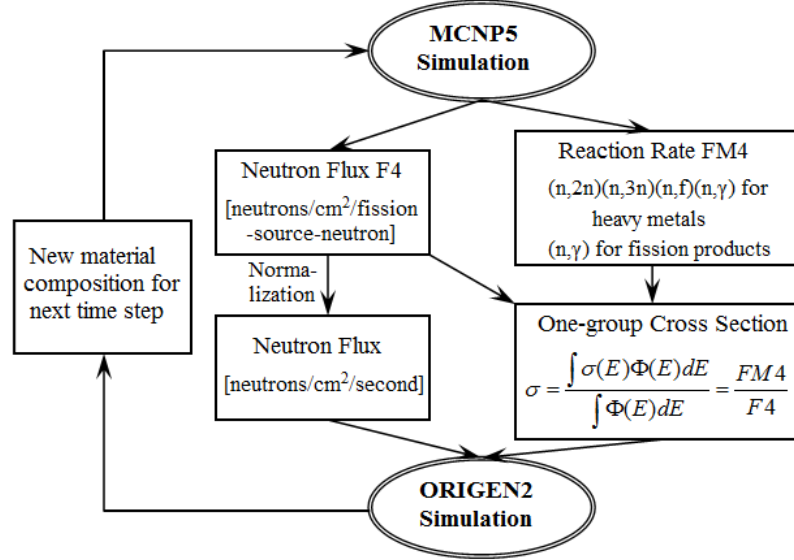 MCNP5
Simulation
Neutron Flux F4
[neutrons/cm²/fission
-source-neutron]
Reaction Rate FM4
(n,2n)(n,3n)(n,f)(n,γ) for
heavy metals
(n,γ) for fission products
New material
composition for
next time step
Norma-
lization
Neutron Flux
[neutrons/cm²/second]
One-group Cross Section
σ = ∫σ(E)Φ(E)dE / ∫Φ(E)dE = FM4 / F4
ORIGEN2
Simulation